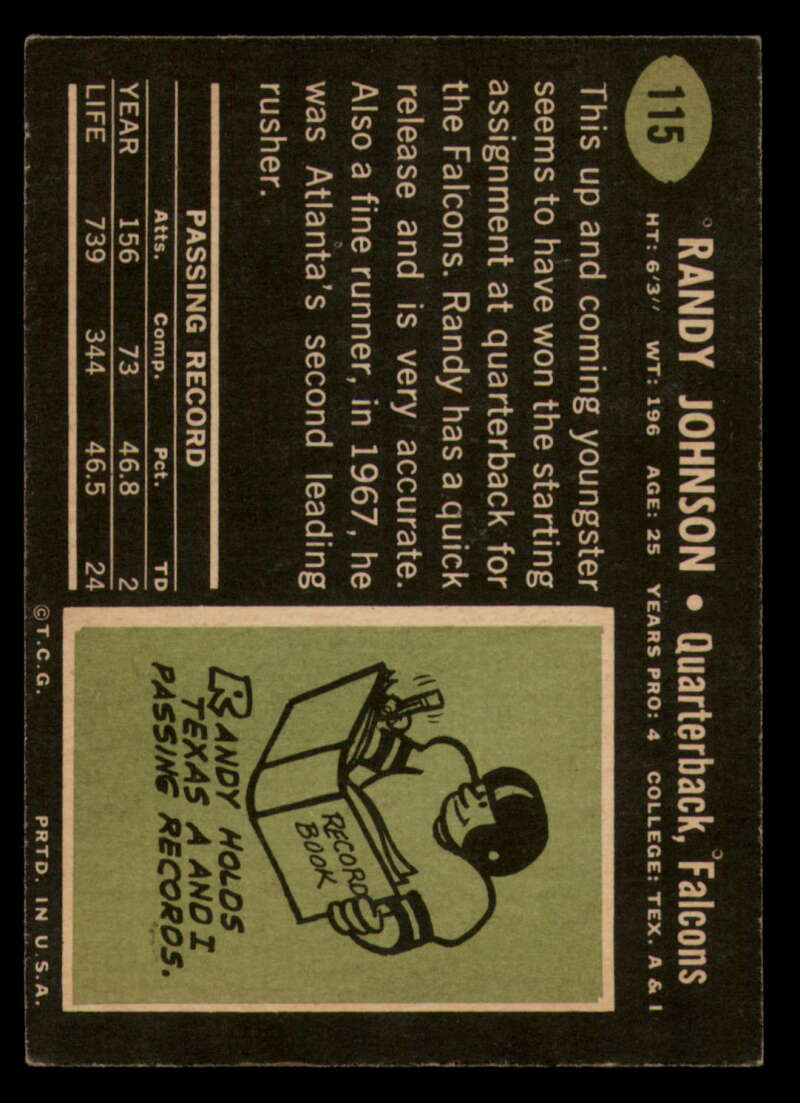 115
RANDY JOHNSON • Quarterback, Falcons
HT: 6'3" WT: 196 AGE: 25 YEARS PRO: 4 COLLEGE: TEX. A & I
This up and coming youngster
seems to have won the starting
assignment at quarterback for
the Falcons. Randy has a quick
release and is very accurate.
Also a fine runner, in 1967, he
was Atlanta's second leading
rusher.
PASSING RECORD
Atts. Comp. Pct. TD
YEAR 156 73 46.8 2
LIFE 739 344 46.5 24
RECORD
BOOK
RANDY HOLDS
TEXAS A AND I
PASSING RECORDS.
© T.C.G. PRTD. IN U.S.A.